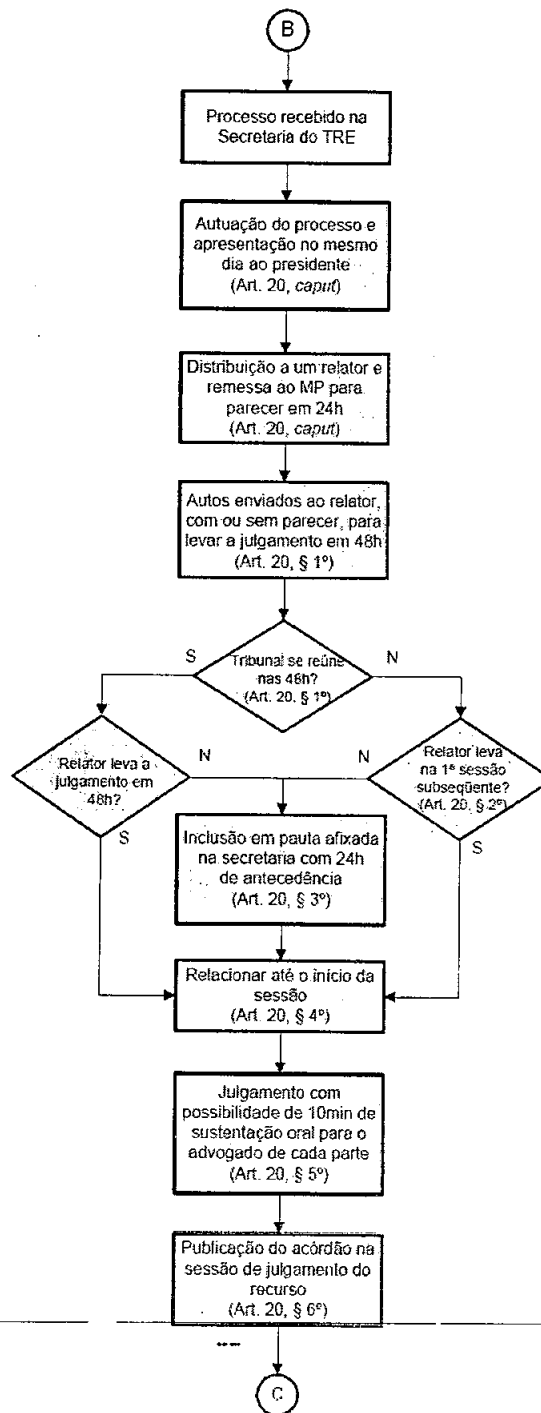 B
Processo recebido na
Secretaria do TRE
Autuação do processo e
apresentação no mesmo
dia ao presidente
(Art. 20, caput)
Distribuição a um relator e
remessa ao MP para
parecer em 24h
(Art. 20, caput)
Autos enviados ao relator,
com ou sem parecer, para
levar a julgamento em 48h
(Art. 20, § 1º)
S
N
Tribunal se reúne
nas 48h?
(Art. 20, § 1º)
Relator leva a
julgamento em
48h?
N
S
N
Relator leva
na 1ª sessão
subseqüente?
(Art. 20, § 2º)
S
Inclusão em pauta afixada
na secretaria com 24h
de antecedência
(Art. 20, § 3º)
Relacionar até o início da
sessão
(Art. 20, § 4º)
Julgamento com
possibilidade de 10min de
sustentação oral para o
advogado de cada parte
(Art. 20, § 5º)
Publicação do acórdão na
sessão de julgamento do
recurso
(Art. 20, § 6º)
C